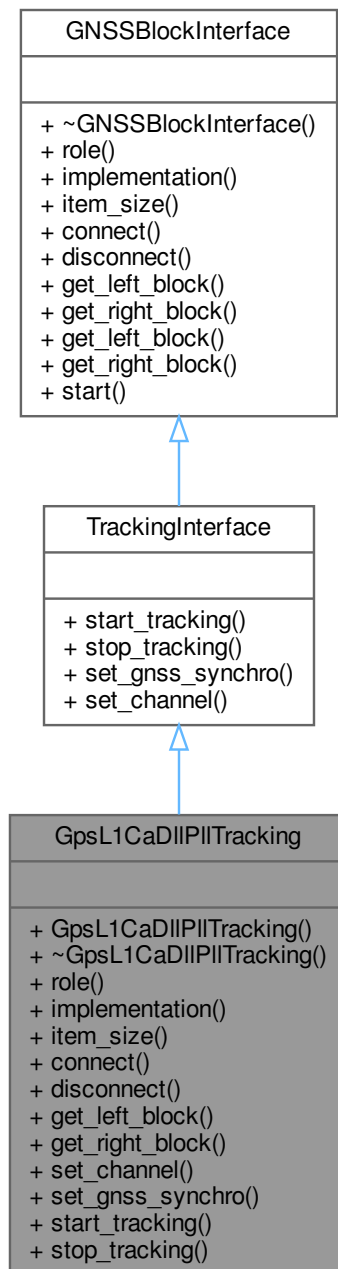 GNSSBlockInterface
+ ~GNSSBlockInterface()
+ role()
+ implementation()
+ item_size()
+ connect()
+ disconnect()
+ get_left_block()
+ get_right_block()
+ get_left_block()
+ get_right_block()
+ start()
TrackingInterface
+ start_tracking()
+ stop_tracking()
+ set_gnss_synchro()
+ set_channel()
GpsL1CaDllPllTracking
+ GpsL1CaDllPllTracking()
+ ~GpsL1CaDllPllTracking()
+ role()
+ implementation()
+ item_size()
+ connect()
+ disconnect()
+ get_left_block()
+ get_right_block()
+ set_channel()
+ set_gnss_synchro()
+ start_tracking()
+ stop_tracking()